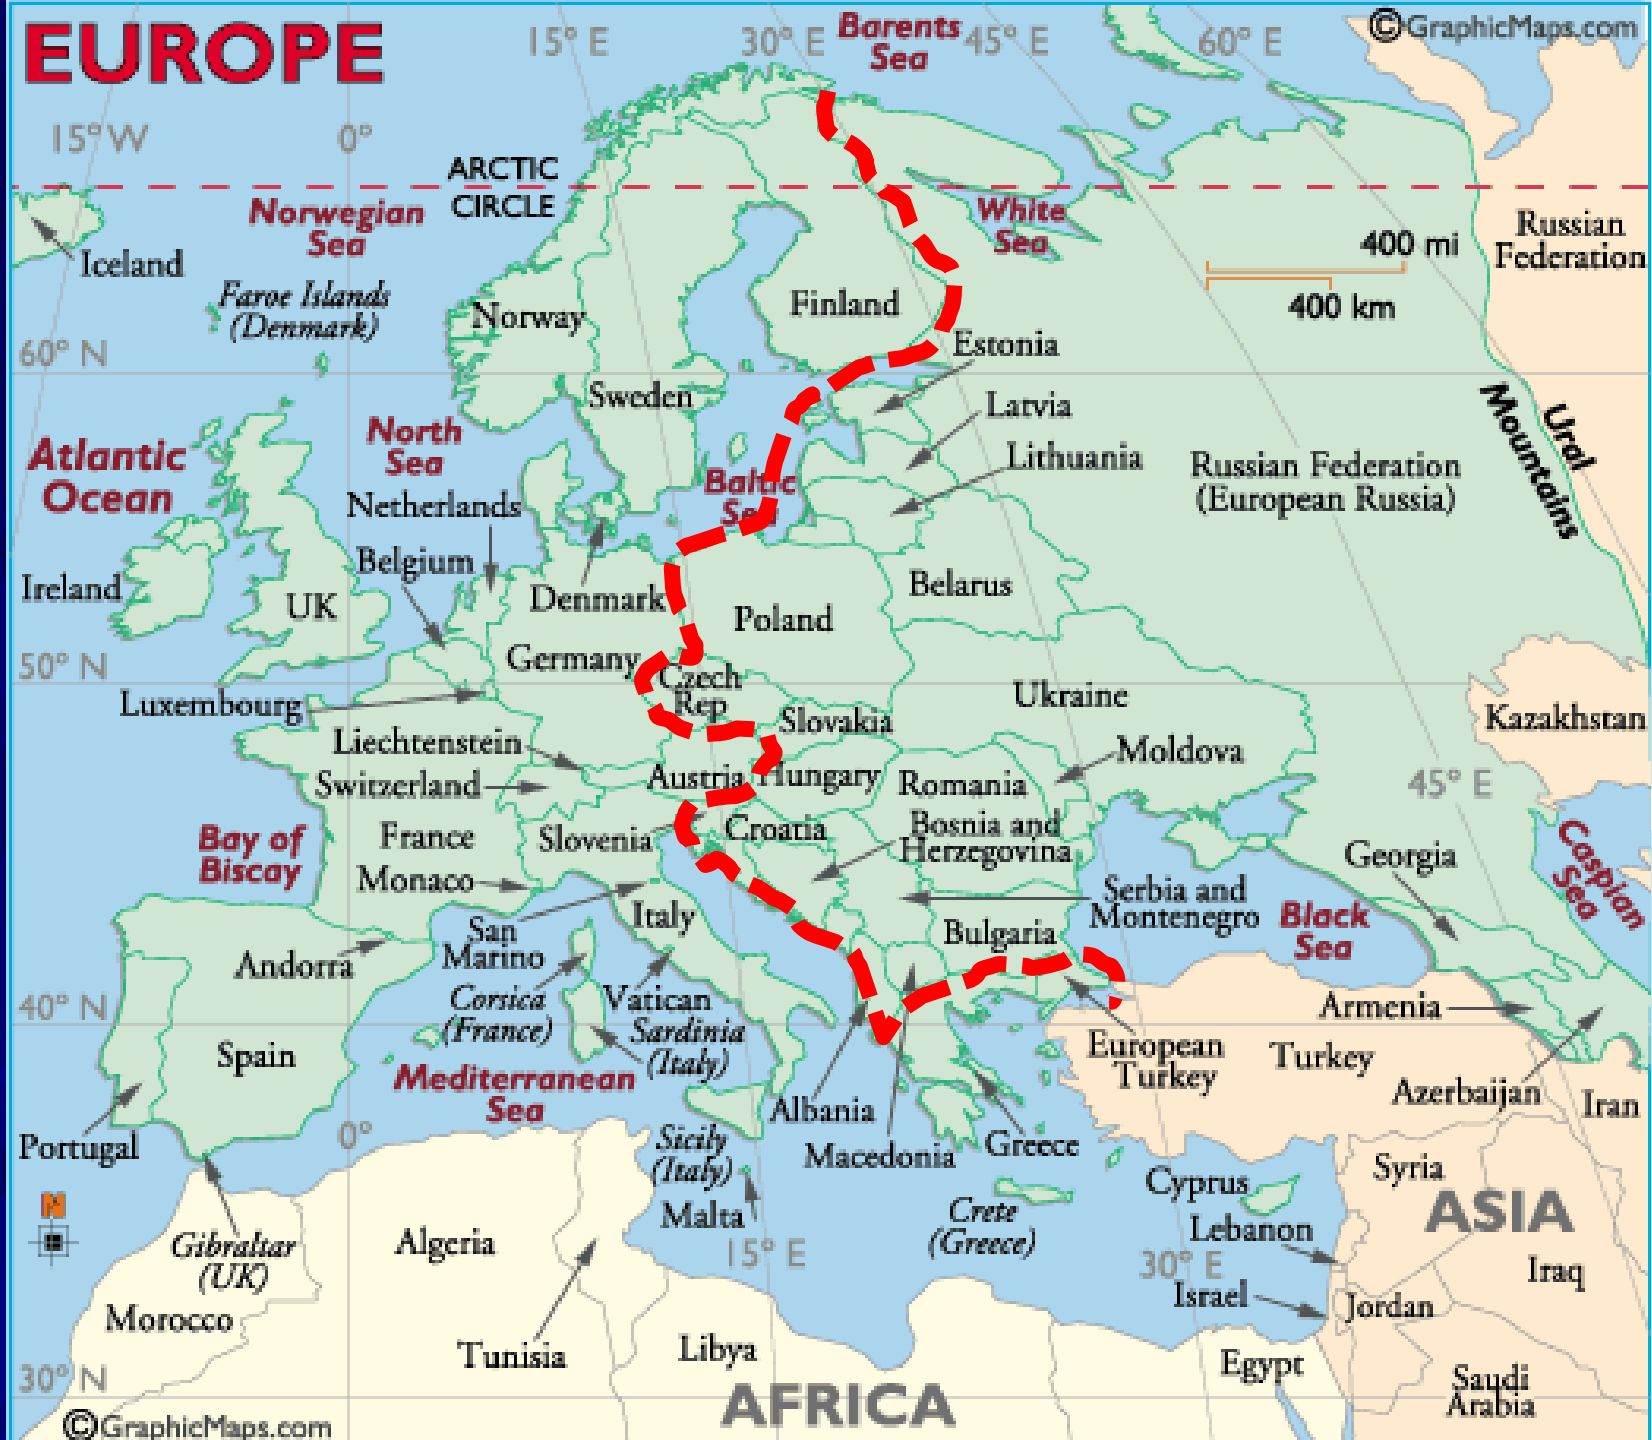 EUROPE
15° E
30° E
Barents
Sea
45° E
60° E
©GraphicMaps.com
15° W
0°
ARCTIC
CIRCLE
Norwegian
Sea
White
Sea
Russian
Federation
400 mi
400 km
Iceland
Faroe Islands
(Denmark)
Norway
Finland
60° N
Estonia
Sweden
Latvia
Ural
Mountains
North
Sea
Atlantic
Ocean
Lithuania
Russian Federation
(European Russia)
Baltic
Sea
Netherlands
Belgium
Ireland
UK
Denmark
Poland
Belarus
50° N
Germany
Czech
Rep
Luxembourg
Slovakia
Ukraine
Kazakhstan
Liechtenstein
Switzerland
Austria
Hungary
Romania
Moldova
45° E
Bay of
Biscay
France
Slovenia
Croatia
Bosnia and
Herzegovina
Georgia
Caspian
Sea
Monaco
Serbia and
Montenegro
Black
Sea
San
Marino
Italy
Bulgaria
Andorra
Corsica
(France)
Vatican
Sardinia
(Italy)
40° N
Armenia
Spain
European
Turkey
Turkey
Mediterranean
Sea
Azerbaijan
Iran
Albania
Portugal
0°
Sicily
(Italy)
Macedonia
Greece
Syria
Cyprus
ASIA
N
Malta
Crete
(Greece)
Lebanon
Gibraltar
(UK)
Algeria
15° E
30° E
Iraq
Israel
Jordan
Morocco
Tunisia
Libya
Egypt
30° N
AFRICA
Saudi
Arabia
©GraphicMaps.com